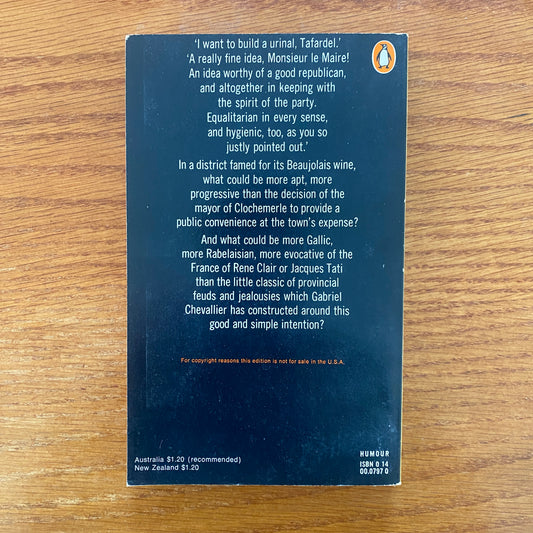 ‘I want to build a urinal, Tafardel.’
‘A really fine idea, Monsieur le Maire!
An idea worthy of a good republican,
and altogether in keeping with
the spirit of the party.
Equalitarian in every sense,
and hygienic, too, as you so
justly pointed out.’
In a district famed for its Beaujolais wine,
what could be more apt, more
progressive than the decision of the
mayor of Clochemerle to provide a
public convenience at the town’s expense?
And what could be more Gallic,
more Rabelaisian, more evocative of the
France of Rene Clair or Jacques Tati
than the little classic of provincial
feuds and jealousies which Gabriel
Chevallier has constructed around this
good and simple intention?
For copyright reasons this edition is not for sale in the U.S.A.
Australia $1.20 (recommended)
New Zealand $1.20
HUMOUR
ISBN 0 14
00.0797 0